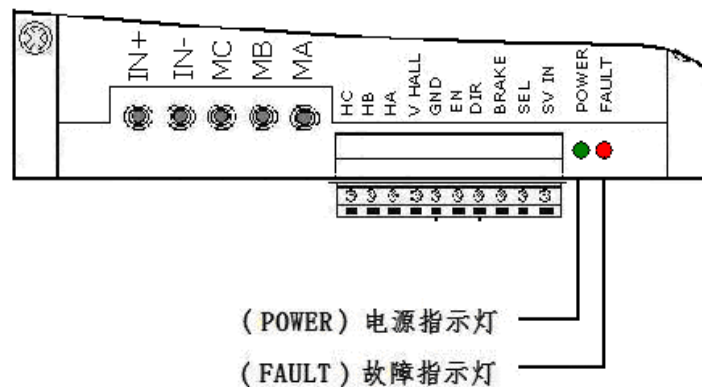 IN+
IN-
MC
MB
MA
HC
HB
HA
V HALL
GND
EN
DIR
BRAKE
SEL
SV IN
POWER
FAULT
(POWER) 电源指示灯
(FAULT) 故障指示灯